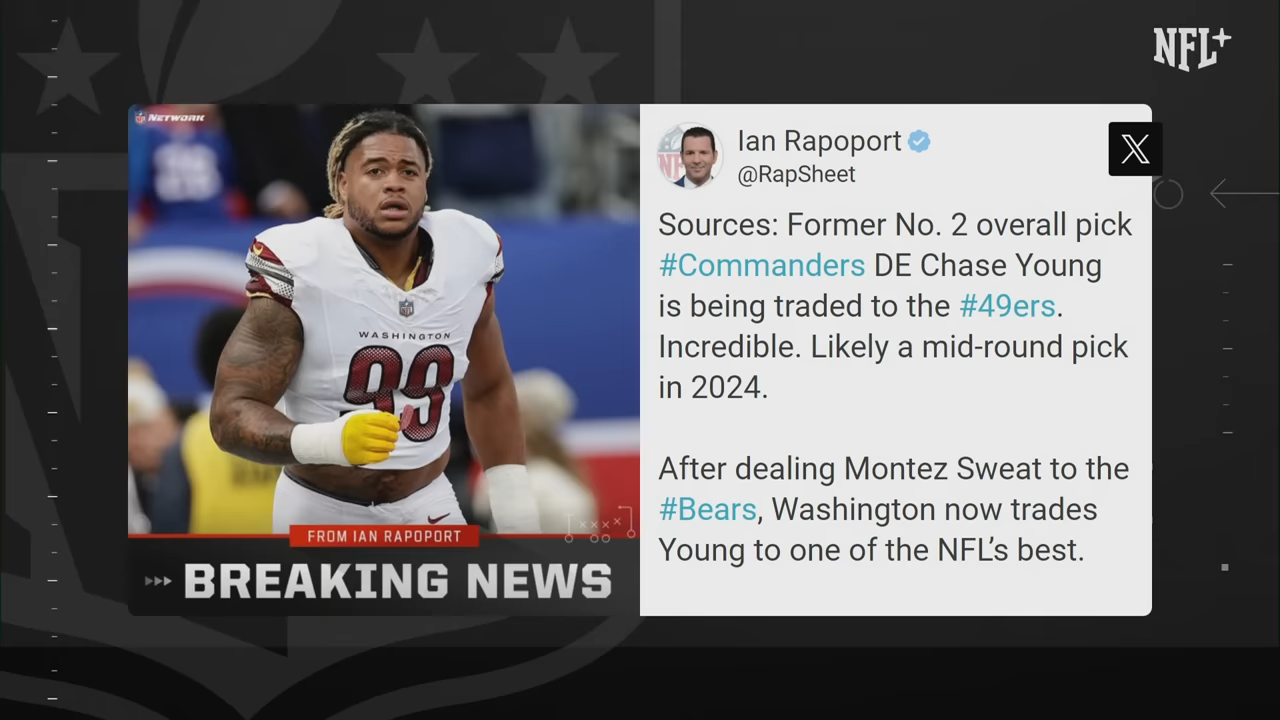 NFL+
NETWORK
WASHINGTON
99
FROM IAN RAPOPORT
BREAKING NEWS
Ian Rapoport
@RapSheet
X
Sources: Former No. 2 overall pick
#Commanders DE Chase Young
is being traded to the #49ers.
Incredible. Likely a mid-round pick
in 2024.
After dealing Montez Sweat to the
#Bears, Washington now trades
Young to one of the NFL’s best.